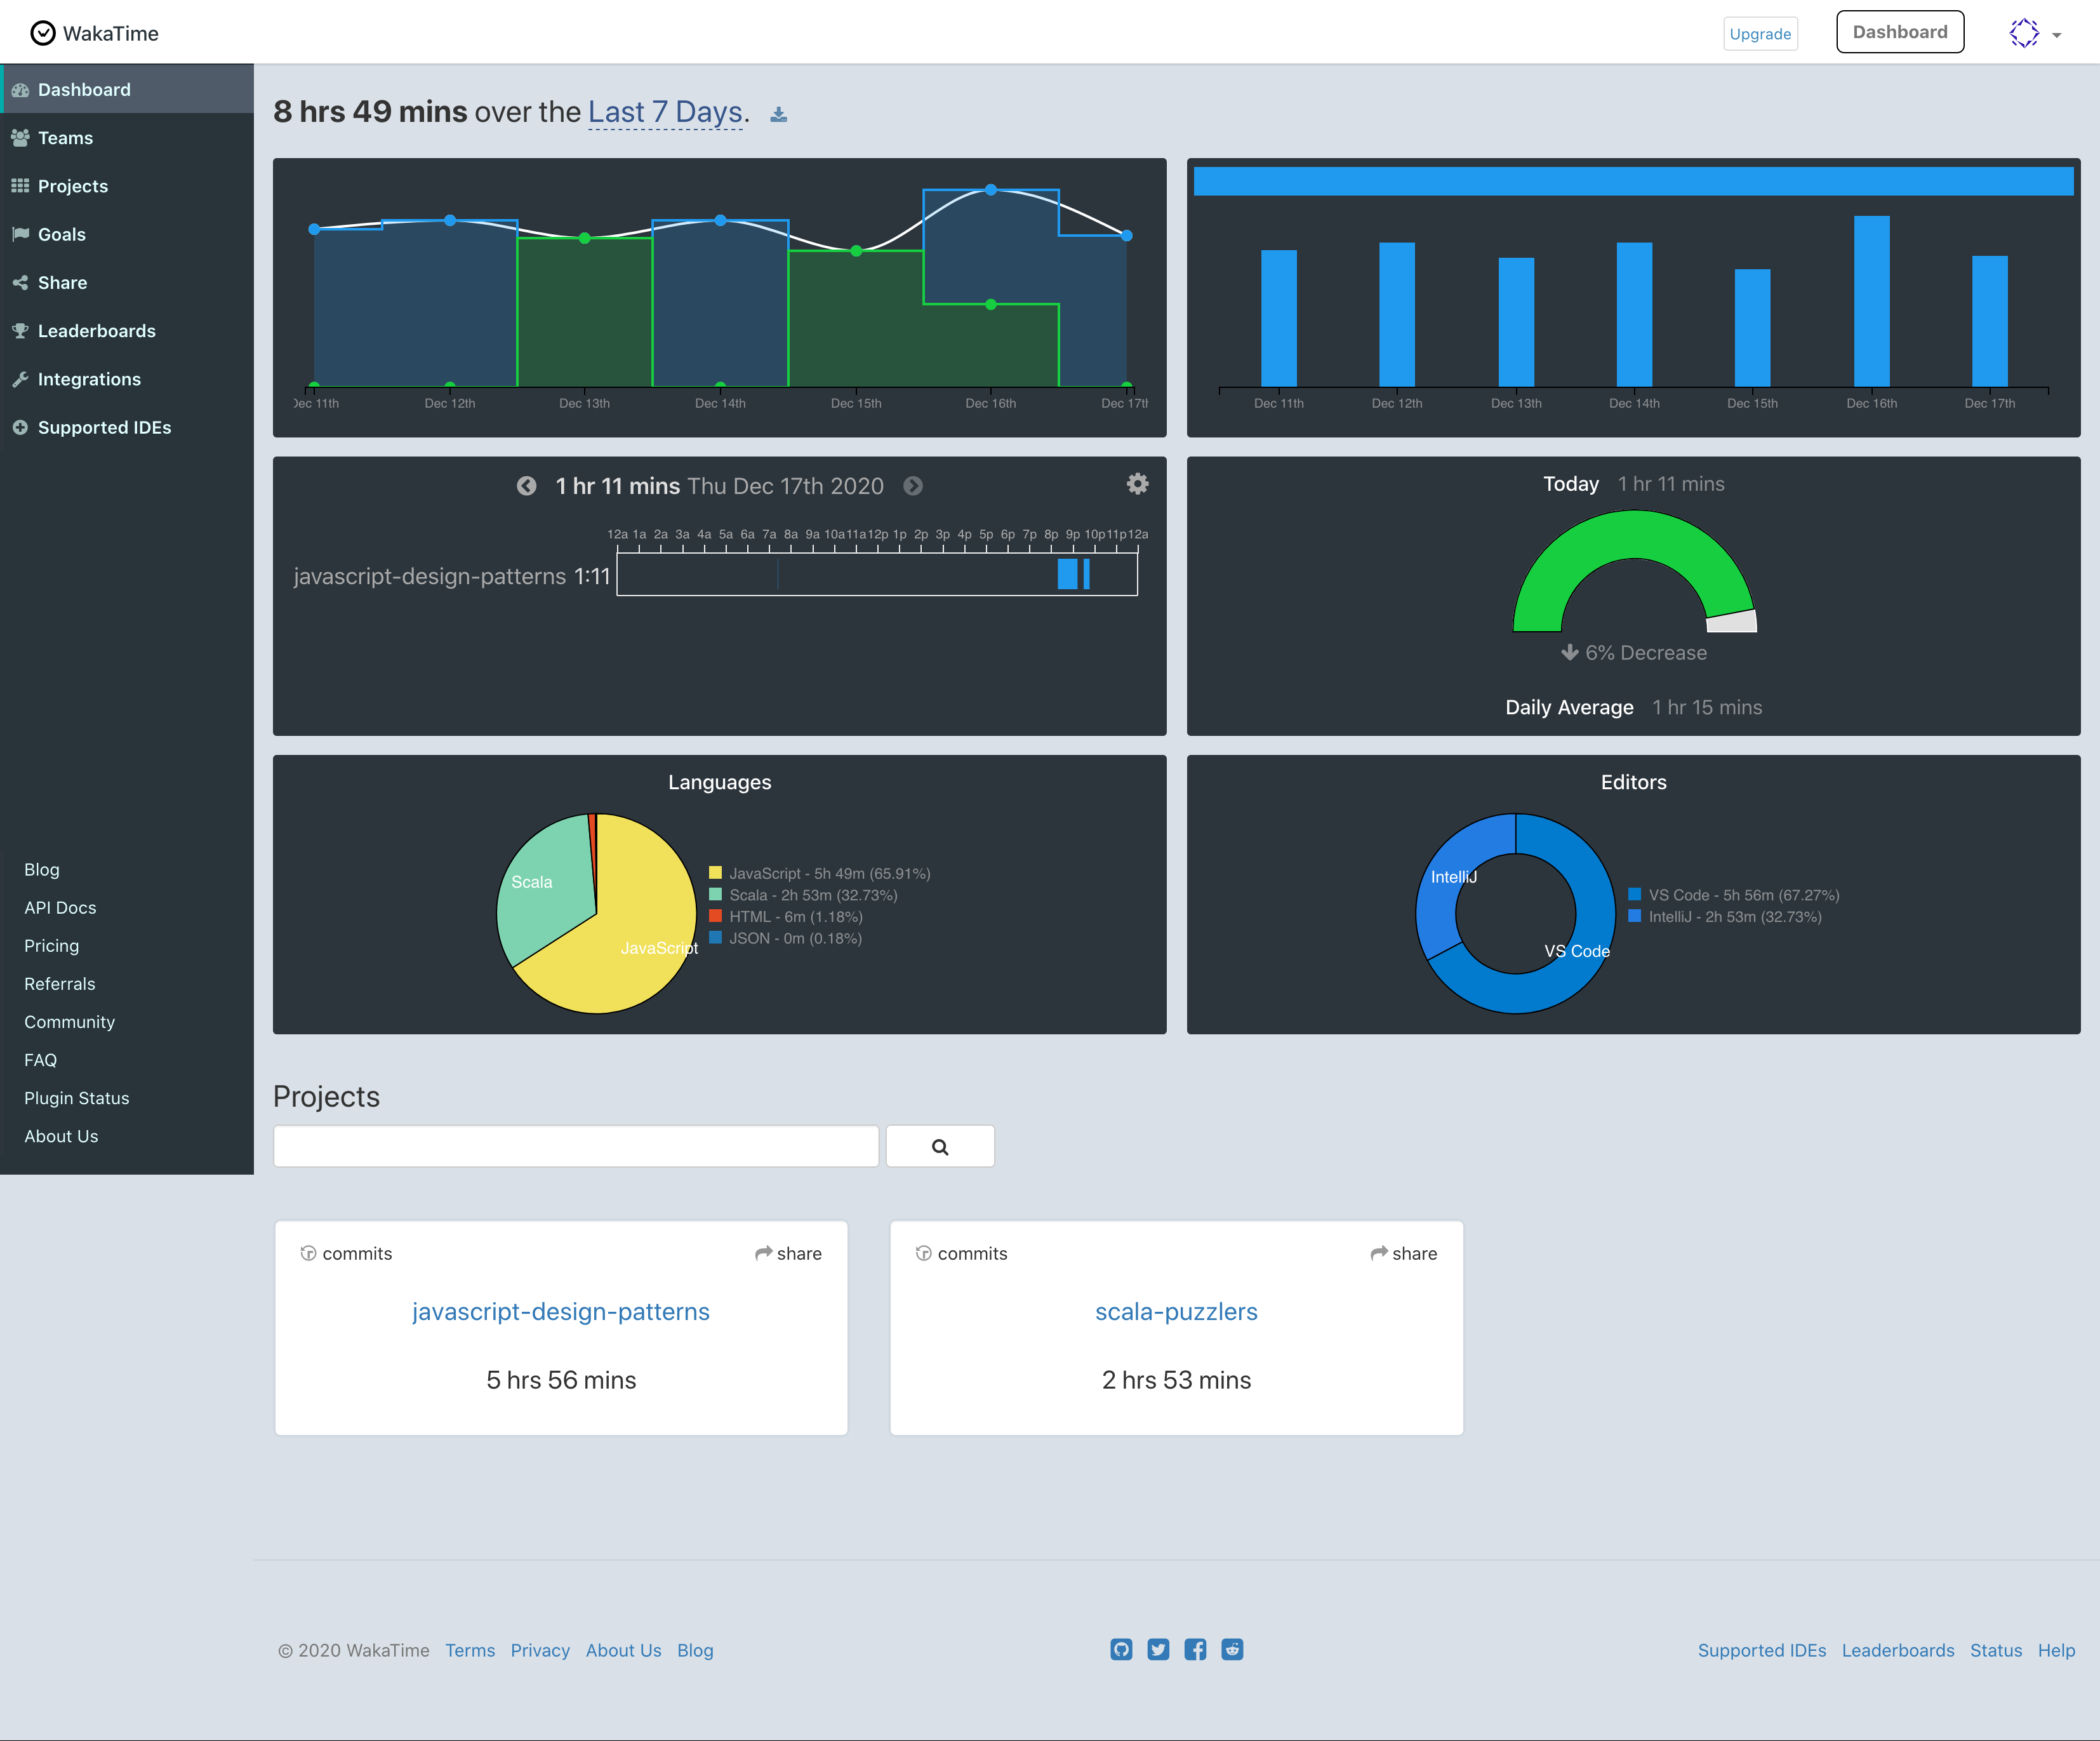 WakaTime
Upgrade
Dashboard
Dashboard
Teams
Projects
Goals
Share
Leaderboards
Integrations
Supported IDEs
Blog
API Docs
Pricing
Referrals
Community
FAQ
Plugin Status
About Us
8 hrs 49 mins over the Last 7 Days.
Dec 11th Dec 12th Dec 13th Dec 14th Dec 15th Dec 16th Dec 17th
Dec 11th Dec 12th Dec 13th Dec 14th Dec 15th Dec 16th Dec 17th
1 hr 11 mins Thu Dec 17th 2020
12a 1a 2a 3a 4a 5a 6a 7a 8a 9a 10a 11a 12p 1p 2p 3p 4p 5p 6p 7p 8p 9p 10p 11p 12a
javascript-design-patterns 1:11
Today 1 hr 11 mins
6% Decrease
Daily Average 1 hr 15 mins
Languages
Scala
JavaScript
JavaScript - 5h 49m (65.91%)
Scala - 2h 53m (32.73%)
HTML - 6m (1.18%)
JSON - 0m (0.18%)
Editors
IntelliJ
VS Code
VS Code - 5h 56m (67.27%)
IntelliJ - 2h 53m (32.73%)
Projects
commits share
javascript-design-patterns
5 hrs 56 mins
commits share
scala-puzzlers
2 hrs 53 mins
© 2020 WakaTime Terms Privacy About Us Blog
Supported IDEs Leaderboards Status Help